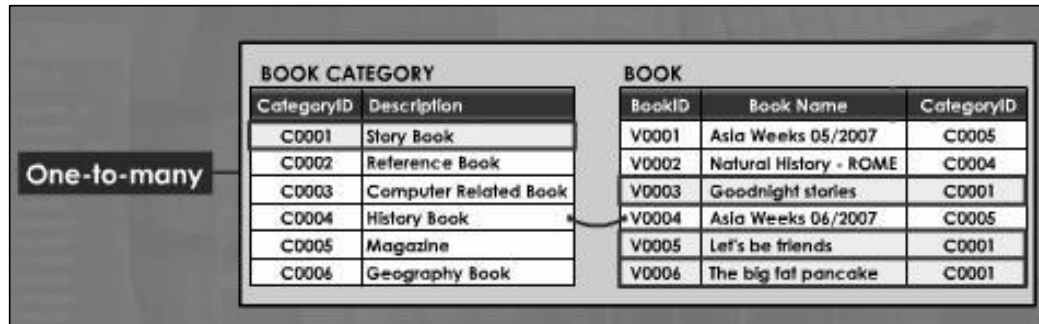 One-to-many
BOOK CATEGORY
CategoryID Description
C0001 Story Book
C0002 Reference Book
C0003 Computer Related Book
C0004 History Book
C0005 Magazine
C0006 Geography Book
BOOK
BookID Book Name CategoryID
V0001 Asia Weeks 05/2007 C0005
V0002 Natural History - ROME C0004
V0003 Goodnight stories C0001
V0004 Asia Weeks 06/2007 C0005
V0005 Let's be friends C0001
V0006 The big fat pancake C0001